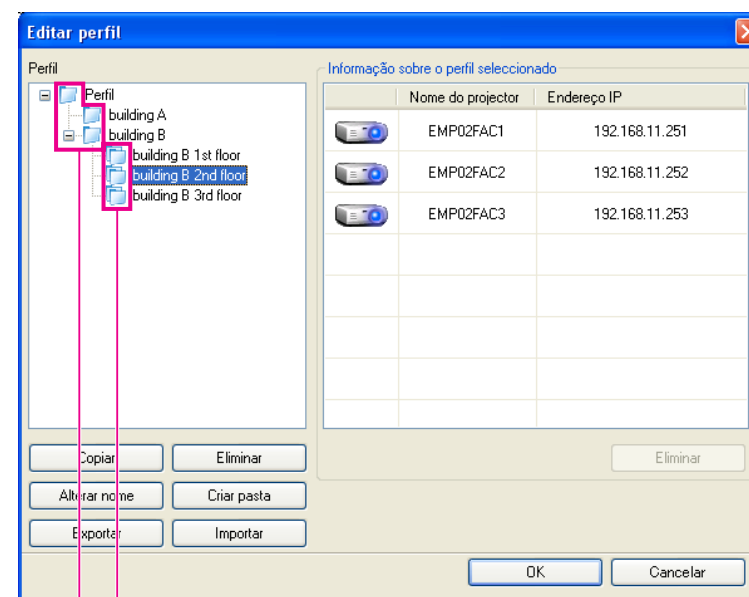 Editar perfil
Perfil
Perfil
building A
building B
building B 1st floor
building B 2nd floor
building B 3rd floor
Copiar
Eliminar
Alterar nome
Criar pasta
Exportar
Importar
Informação sobre o perfil seleccionado
Nome do projector Endereço IP
EMP02FAC1 192.168.11.251
EMP02FAC2 192.168.11.252
EMP02FAC3 192.168.11.253
Eliminar
OK
Cancelar